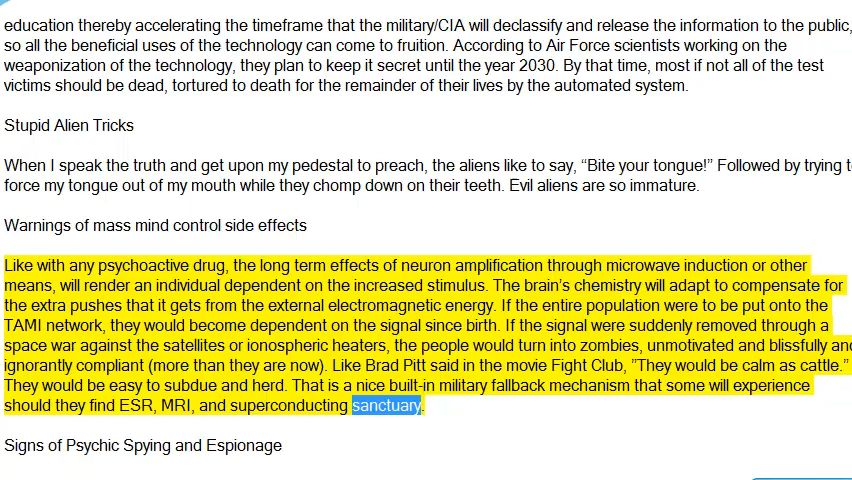 education thereby accelerating the timeframe that the military/CIA will declassify and release the information to the public,
so all the beneficial uses of the technology can come to fruition. According to Air Force scientists working on the
weaponization of the technology, they plan to keep it secret until the year 2030. By that time, most if not all of the test
victims should be dead, tortured to death for the remainder of their lives by the automated system.
Stupid Alien Tricks
When I speak the truth and get upon my pedestal to preach, the aliens like to say, “Bite your tongue!” Followed by trying
force my tongue out of my mouth while they chomp down on their teeth. Evil aliens are so immature.
Warnings of mass mind control side effects
Like with any psychoactive drug, the long term effects of neuron amplification through microwave induction or other
means, will render an individual dependent on the increased stimulus. The brain’s chemistry will adapt to compensate for
the extra pushes that it gets from the external electromagnetic energy. If the entire population were to be put onto the
TAMI network, they would become dependent on the signal since birth. If the signal were suddenly removed through a
space war against the satellites or ionospheric heaters, the people would turn into zombies, unmotivated and blissfully
ignorantly compliant (more than they are now). Like Brad Pitt said in the movie Fight Club, ”They would be calm as cattle.”
They would be easy to subdue and herd. That is a nice built-in military fallback mechanism that some will experience
should they find ESR, MRI, and superconducting sanctuary.
Signs of Psychic Spying and Espionage